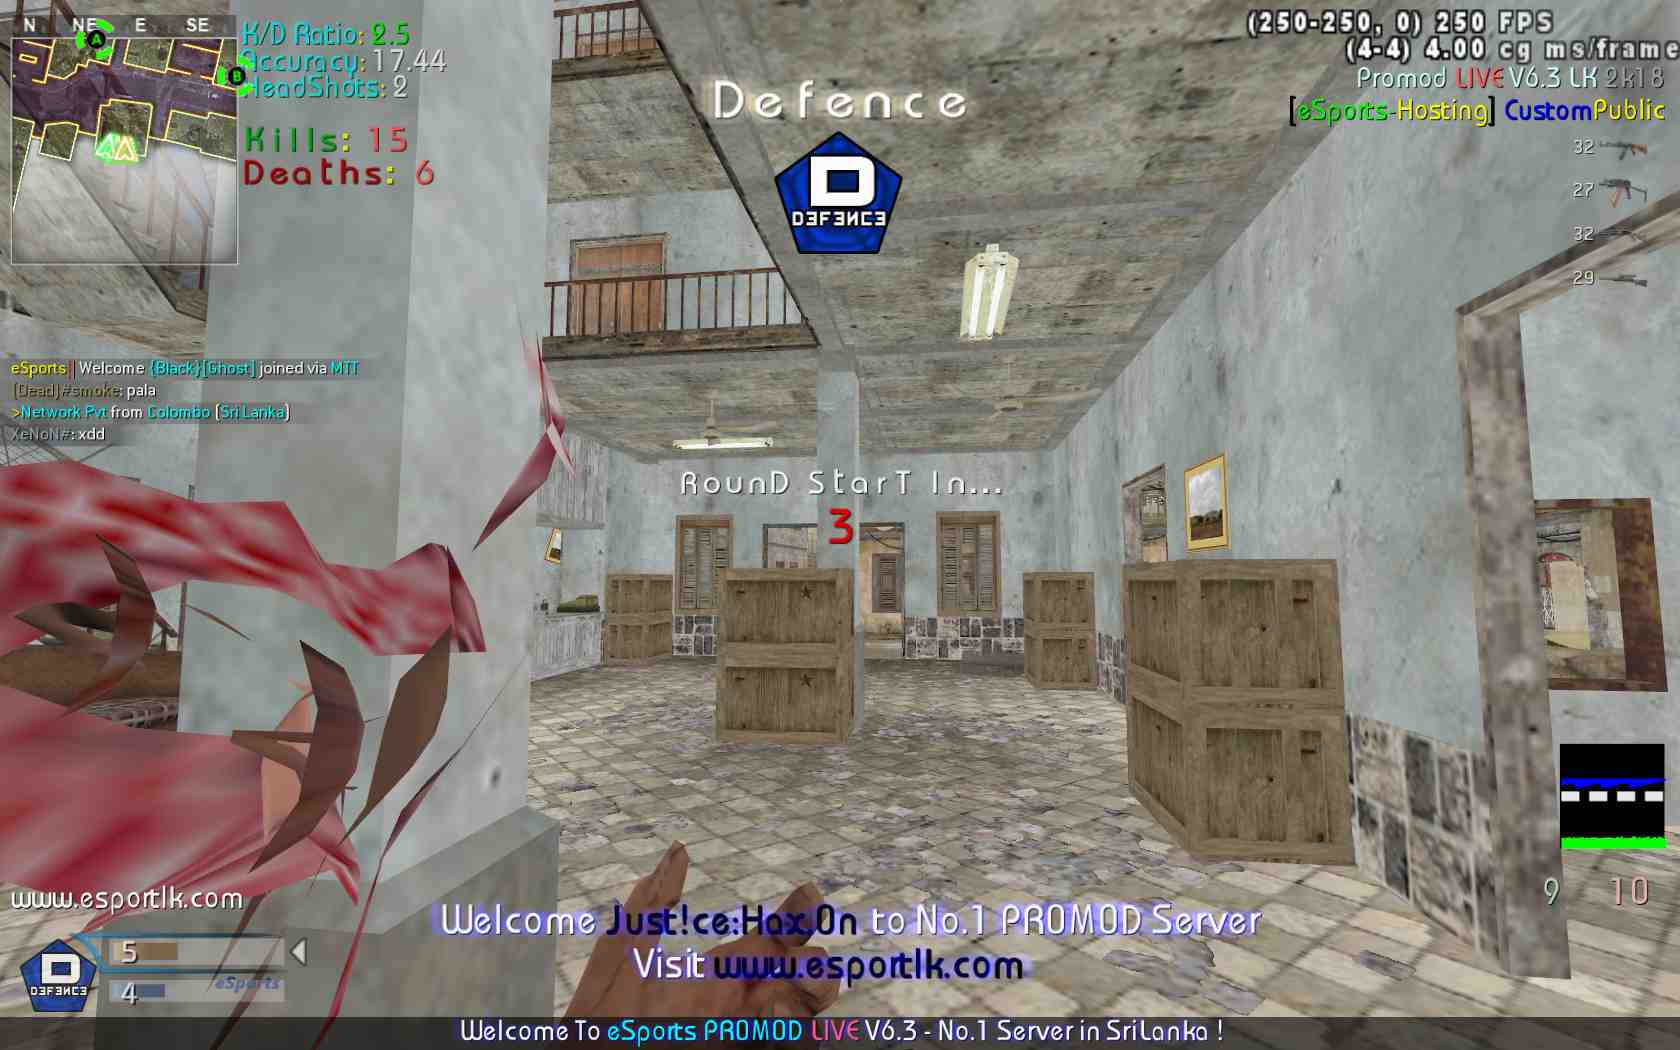 N NE E SE
A
B
K/D Ratio: 2.5
Accuracy: 17.44
HeadShots: 2
Kills: 15
Deaths: 6
(250-250, 0) 250 FPS
(4-4) 4.00 cg ms/frame
Promod LIVE V6.3 LK 2k18
[eSports-Hosting] CustomPublic
32
27
32
29
Defence
D
DEFENCE
eSports || Welcome {Black}[Ghost] joined via MTT
(Dead)#smoke: pala
>Network Pvt from Colombo (Sri Lanka)
XeNoN#: xdd
RounD StarT In...
3
www.esportlk.com
9 10
Welcome Just!ce:Hax.0n to No.1 PROMOD Server
Visit www.esportlk.com
D
DEFENCE
5
4
eSports
Welcome To eSports PROMOD LIVE V6.3 - No.1 Server in SriLanka !